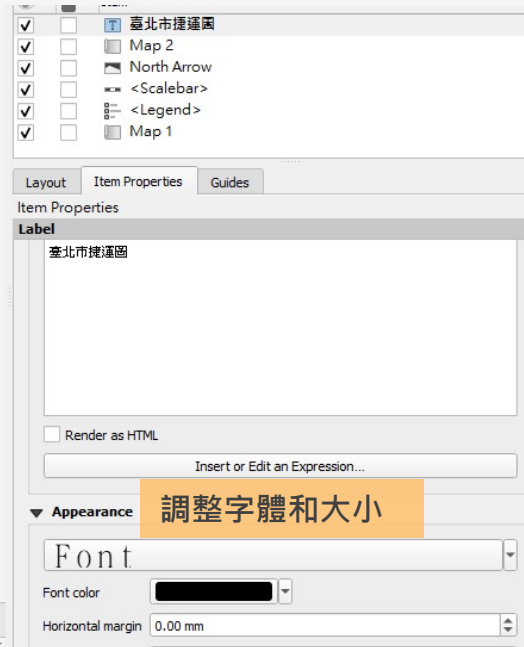 臺北市捷運圖
Map 2
North Arrow
<Scalebar>
<Legend>
Map 1
Layout Item Properties Guides
Item Properties
Label
臺北市捷運圖
Render as HTML
Insert or Edit an Expression...
Appearance
調整字體和大小
Font
Font color
Horizontal margin 0.00 mm